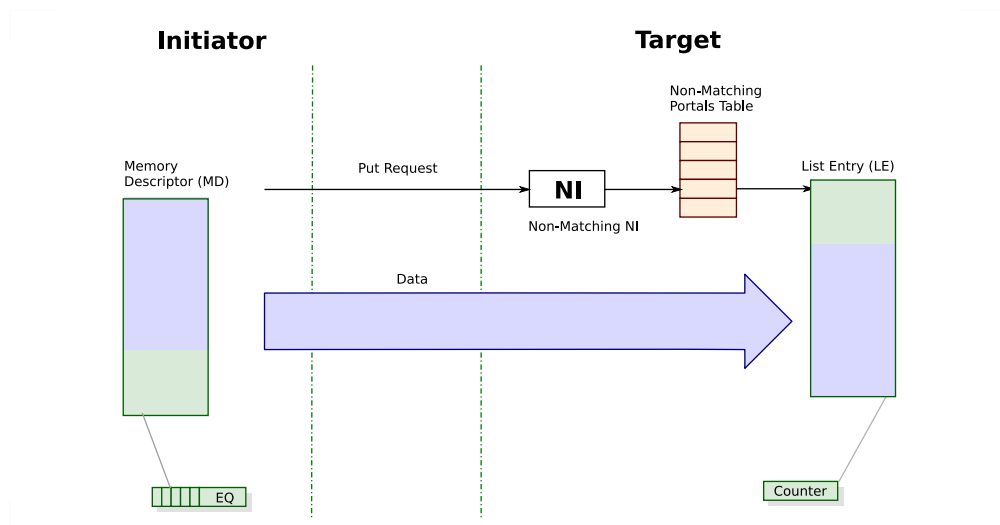 Initiator
Target
Non-Matching
Portals Table
Memory
Descriptor (MD)
Put Request
List Entry (LE)
NI
Non-Matching NI
Data
EQ
Counter